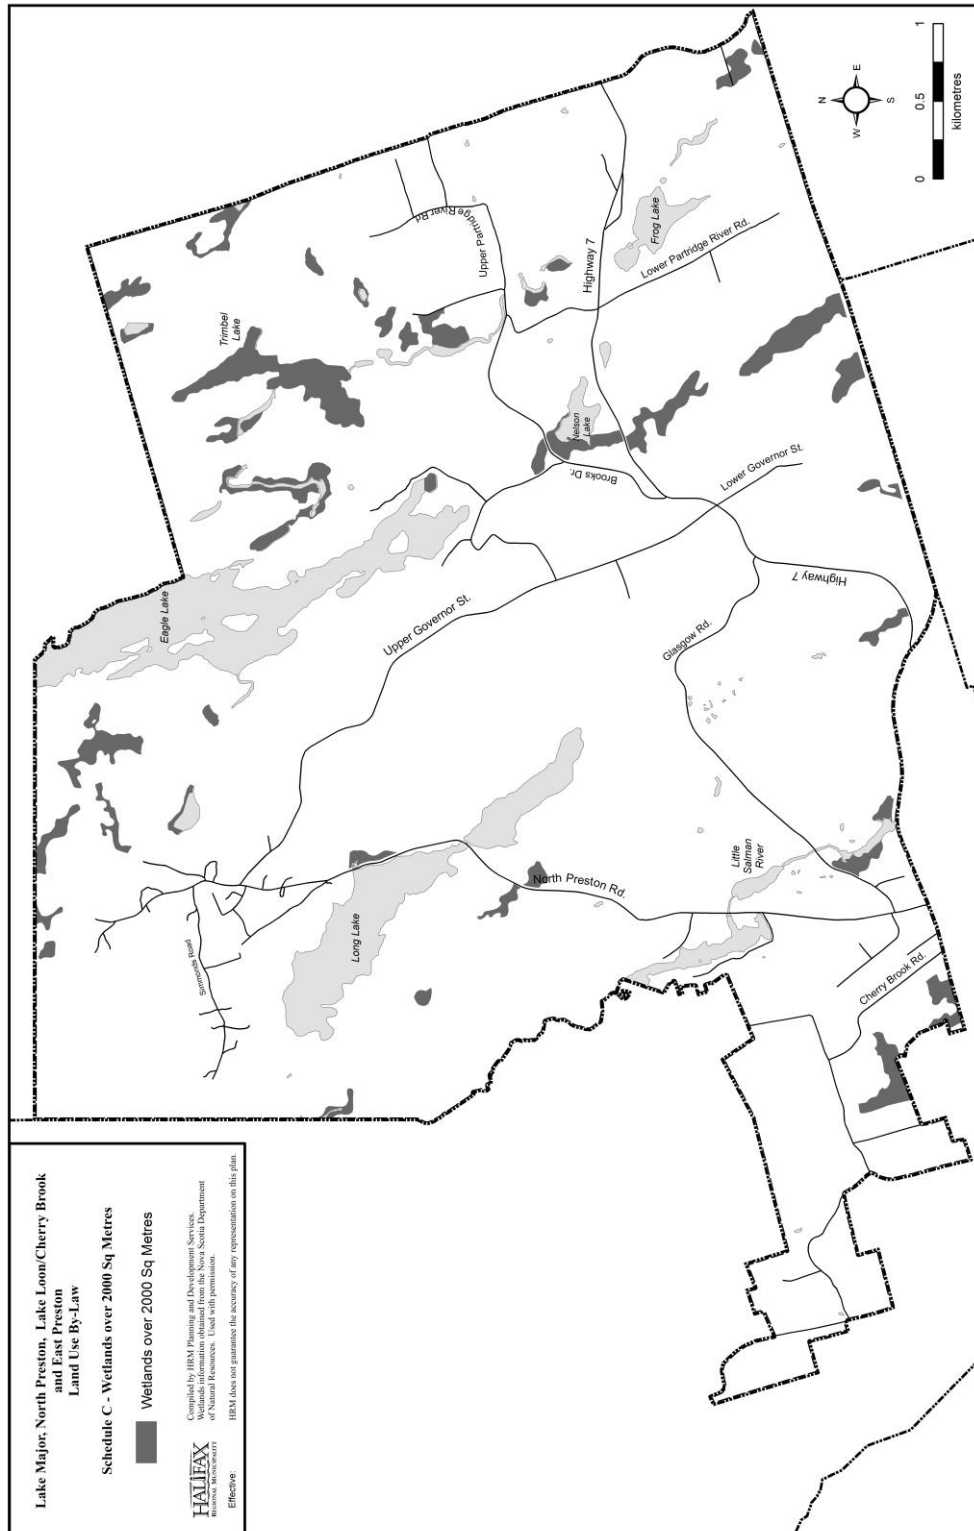 Lake Major, North Preston, Lake Loon/Cherry Brook
and East Preston
Land Use By-Law
Schedule C - Wetlands over 2000 Sq Metres
Wetlands over 2000 Sq Metres
HALIFAX
REGIONAL MUNICIPALITY
Compiled by HRM Planning and Development Services.
Wetlands information obtained from the Nova Scotia Department
of Natural Resources. Used with permission.
Effective:
HRM does not guarantee the accuracy of any representation on this plan.
Simmonds Road
Long Lake
North Preston Rd.
Little
Salman
River
Cherry Brook Rd.
Eagle Lake
Upper Governor St.
Glasgow Rd.
Highway 7
Lower Governor St.
Brooks Dr.
Nelson
Lake
Trimbel
Lake
Upper Partridge
River Rd
Highway 7
Lower Partridge River Rd.
Frog Lake
N
E
S
W
0
0.5
1
kilometres